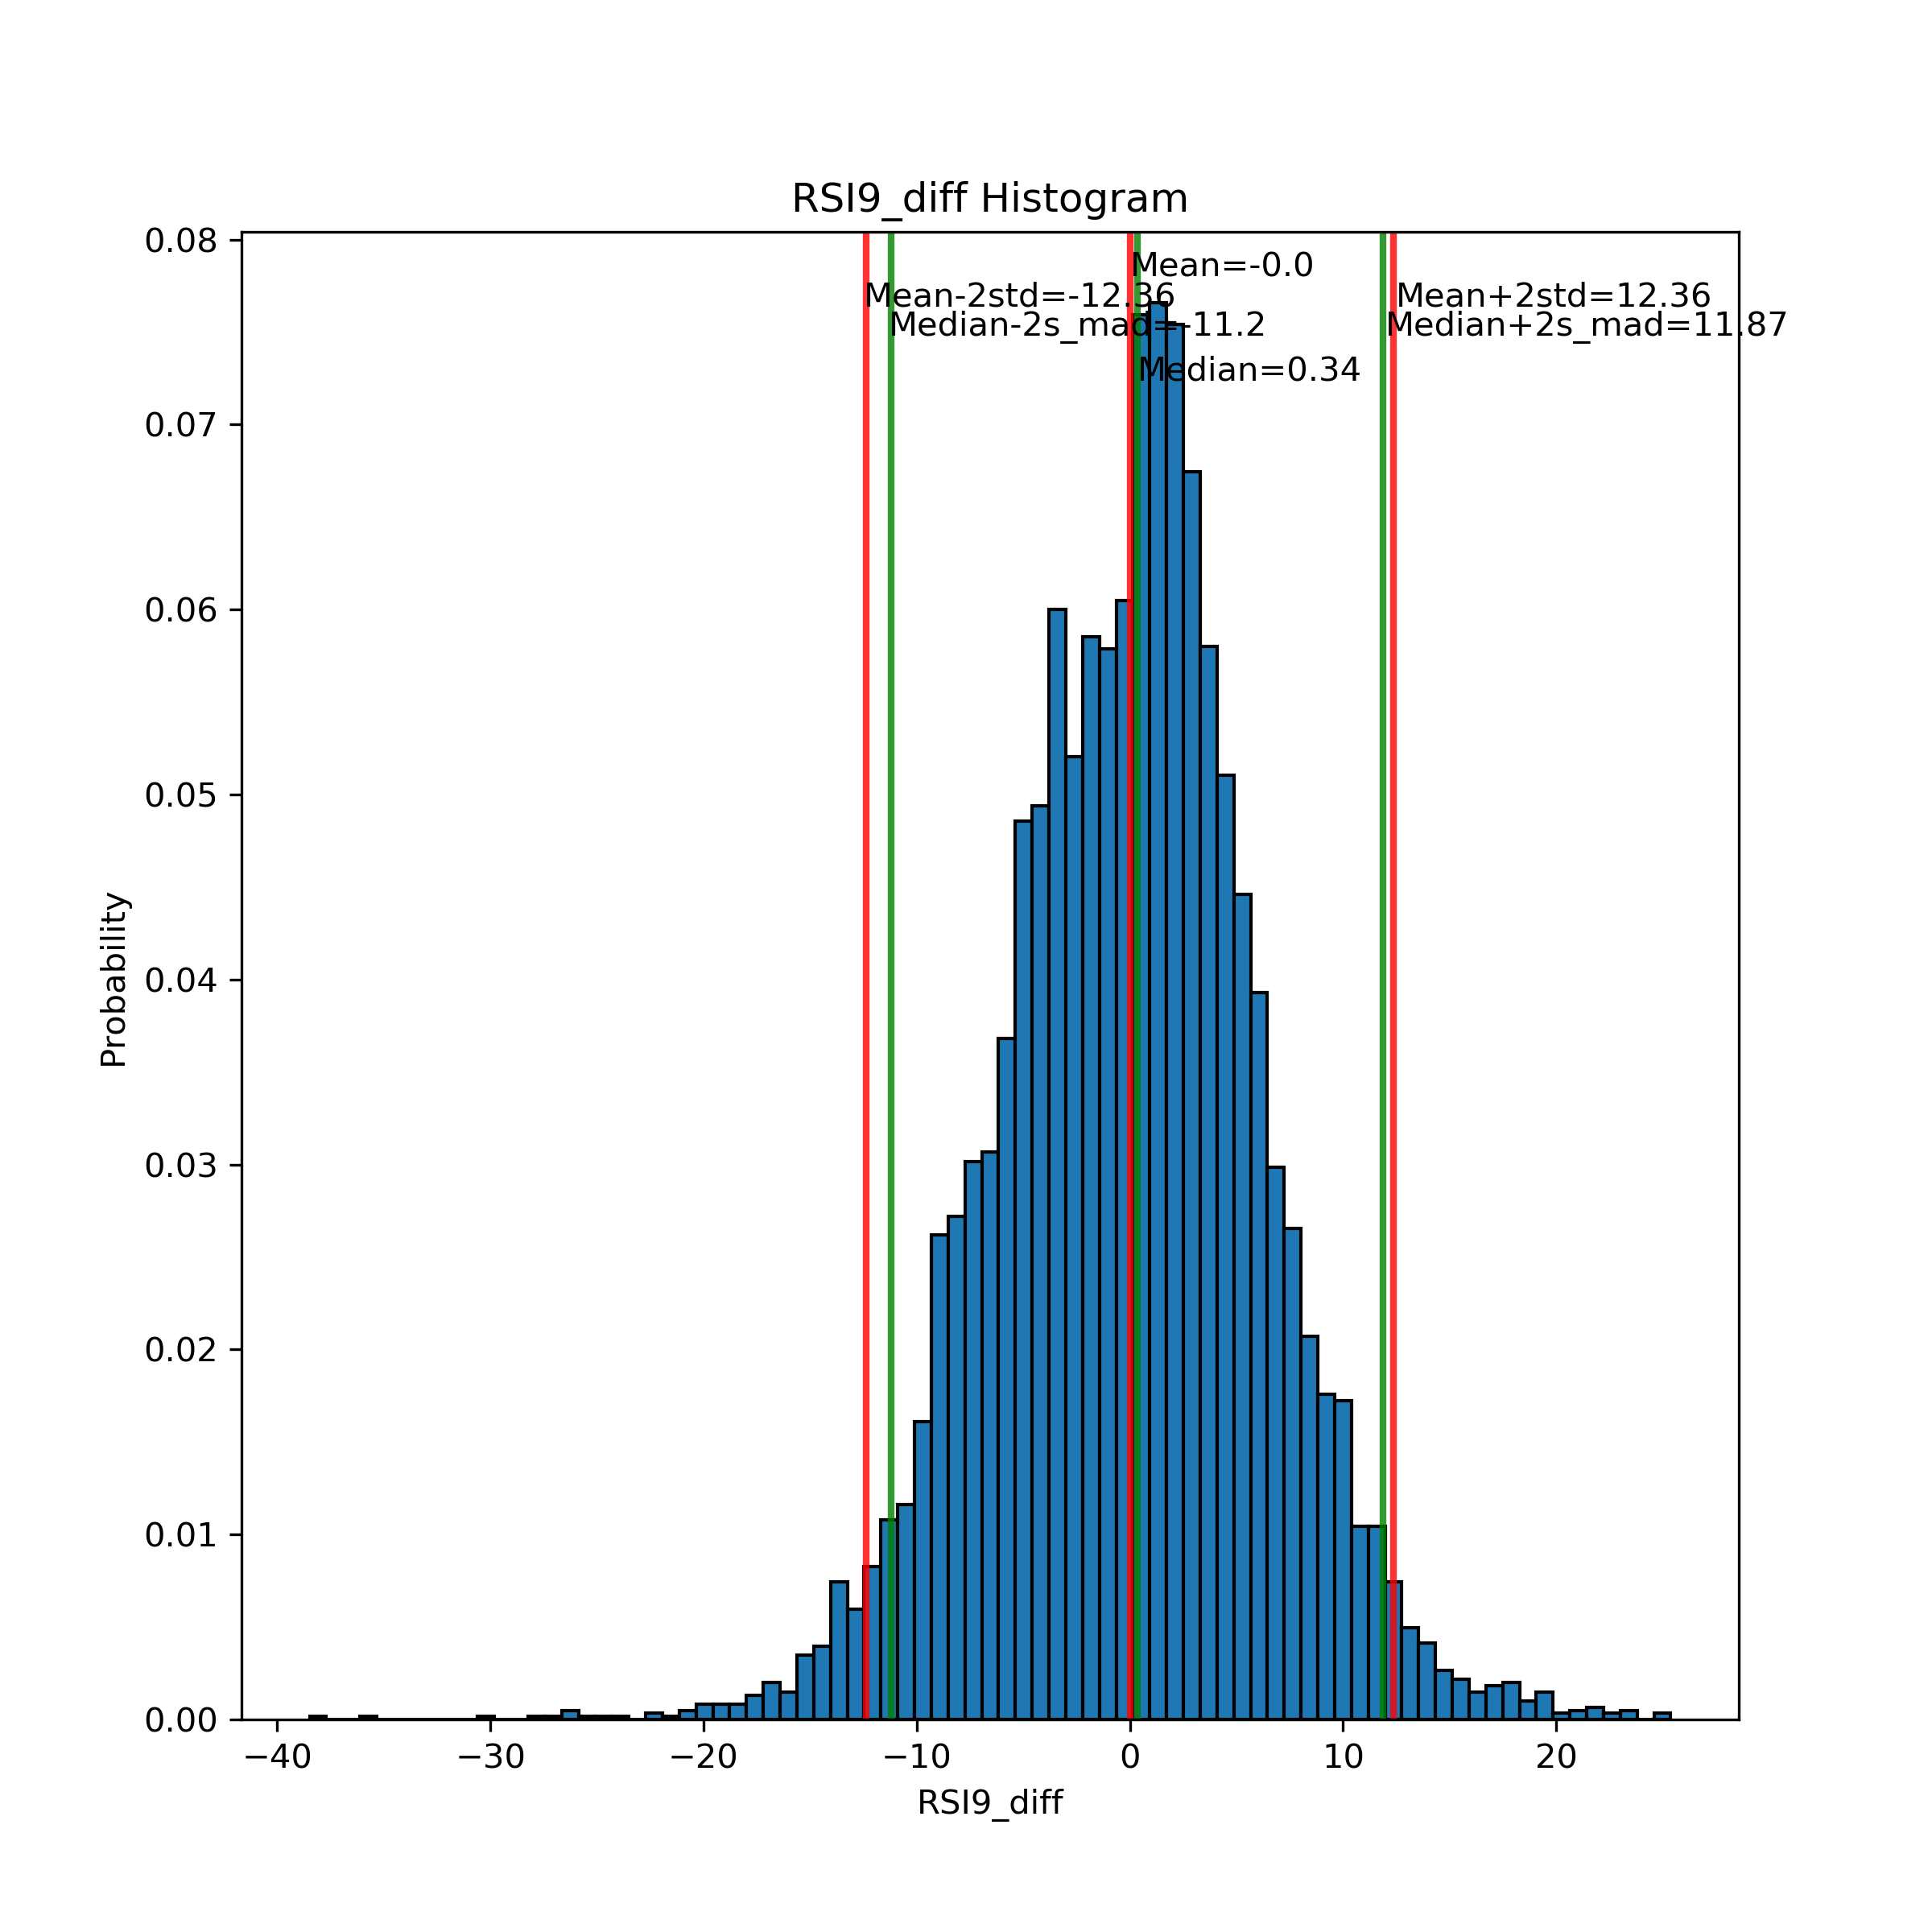 RSI9_diff Histogram
0.08
Mean=-0.0
Mean-2std=-12.36
Mean+2std=12.36
Median-2s_mad=-11.2
Median+2s_mad=11.87
Median=0.34
0.07
0.06
0.05
0.04
Probability
0.03
0.02
0.01
0.00
−40 −30 −20 −10 0 10 20
RSI9_diff